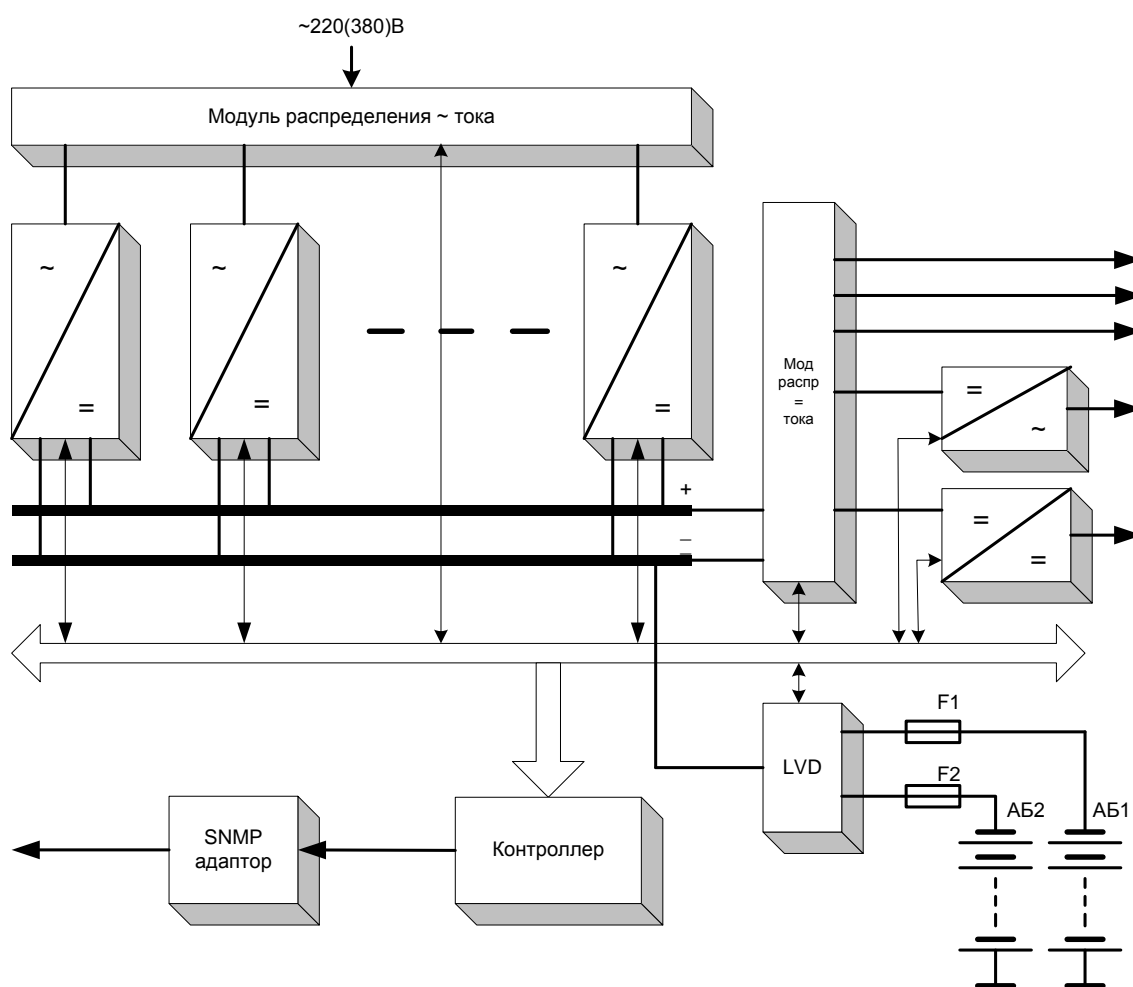 ~220(380)В
Модуль распределения ~ тока
~
~
~
=
=
=
Мод
распр
=
тока
=
~
=
=
+
_
_
F1
LVD
F2
АБ2
АБ1
SNMP
адаптор
Контроллер